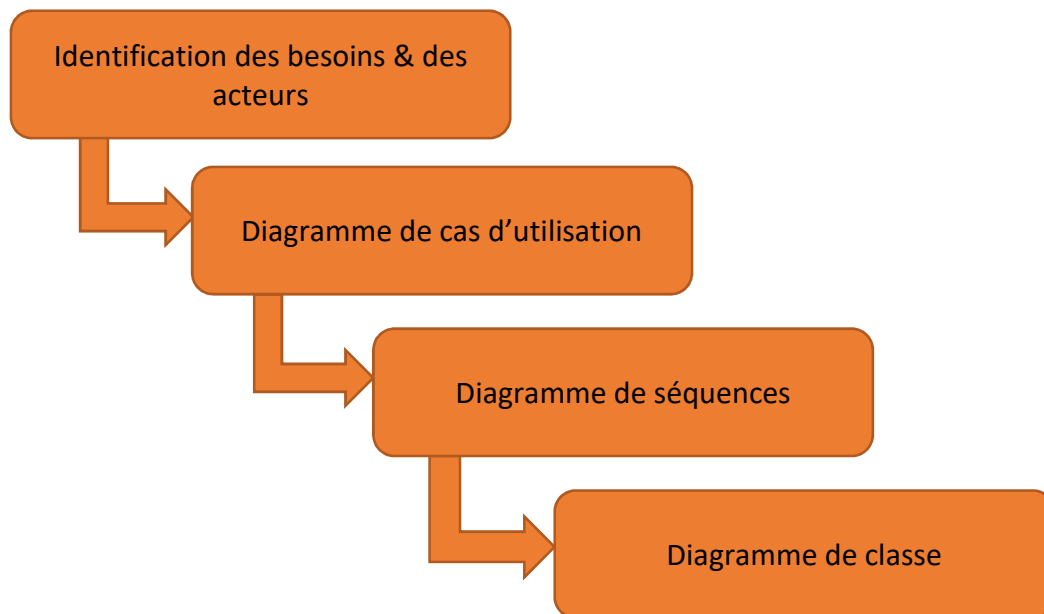 Identification des besoins & des
acteurs
Diagramme de cas d’utilisation
Diagramme de séquences
Diagramme de classe